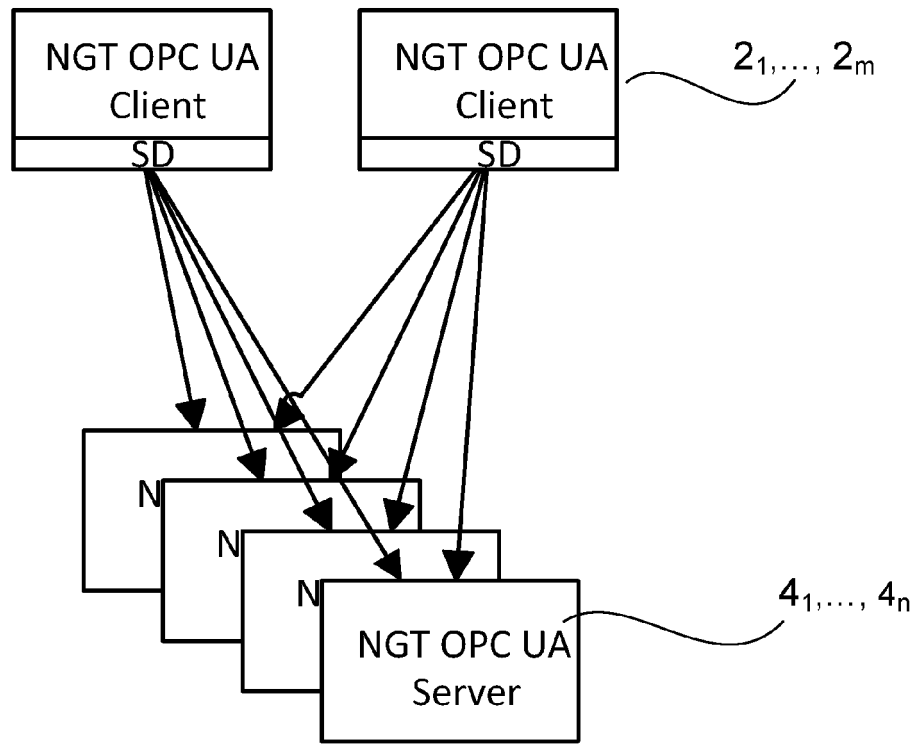 NGT OPC UA
Client
SD
NGT OPC UA
Client
SD
2₁,..., 2ₘ
N
N
N
NGT OPC UA
Server
4₁,..., 4ₙ